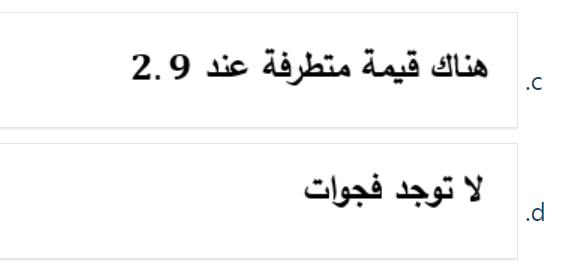 .c هناك قيمة متطرفة عند 2.9
.d لا توجد فجوات